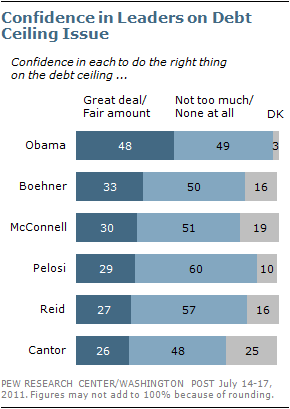 Confidence in Leaders on Debt
Ceiling Issue
Confidence in each to do the right thing
on the debt ceiling ...
Great deal/ Not too much/
Fair amount None at all DK
Obama 48 49 3
Boehner 33 50 16
McConnell 30 51 19
Pelosi 29 60 10
Reid 27 57 16
Cantor 26 48 25
PEW RESEARCH CENTER/WASHINGTON POST July 14-17,
2011. Figures may not add to 100% because of rounding.